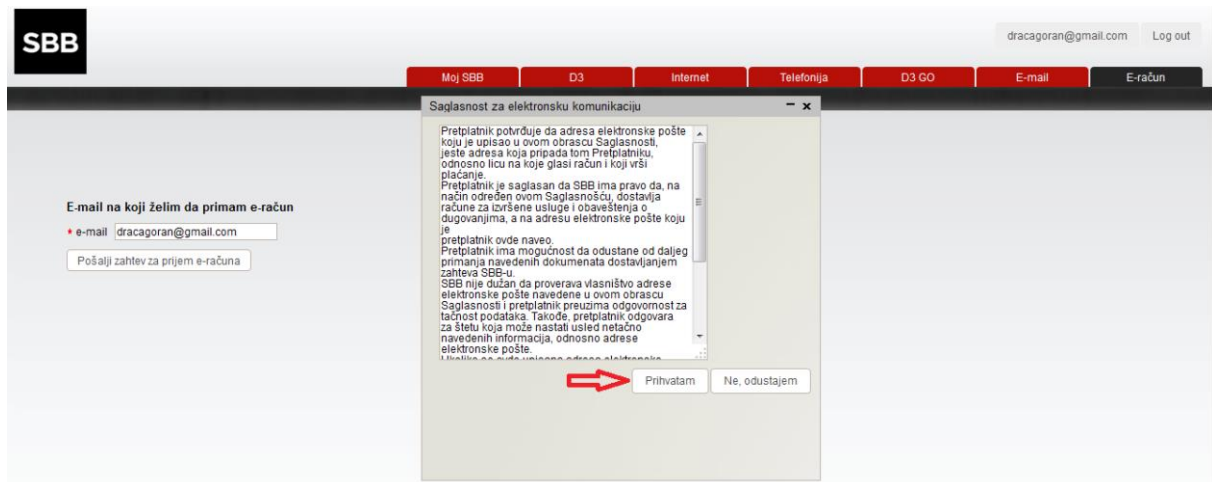 SBB
dracagoran@gmail.com Log out
Moj SBB D3 Internet Telefonija D3 GO E-mail E-račun
Saglasnost za elektronsku komunikaciju
Pretplatnik potvrđuje da adresa elektronske pošte
koju je upisao u ovom obrascu Saglasnosti,
jeste adresa koja pripada tom Pretplatniku,
odnosno licu na koje glasi račun i koji vrši
plaćanje.
Pretplatnik je saglasan da SBB ima pravo da, na
način određen ovom Saglasnošću, dostavlja
račune za izvršene usluge i obaveštenja o
dugovanjima, a na adresu elektronske pošte koju
je
pretplatnik ovde naveo.
Pretplatnik ima mogućnost da odustane od daljeg
primanja navedenih dokumenata dostavljanjem
zahteva SBB-u.
SBB nije dužan da proverava vlasništvo adrese
elektronske pošte navedene u ovom obrascu
Saglasnosti i pretplatnik preuzima odgovornost za
tačnost podataka. Takođe, pretplatnik odgovara
za štetu koja može nastati usled netačno
navedenih informacija, odnosno adrese
elektronske pošte.
Prihvatam Ne, odustajem
E-mail na koji želim da primam e-račun
* e-mail dracagoran@gmail.com
Pošalji zahtev za prijem e-računa